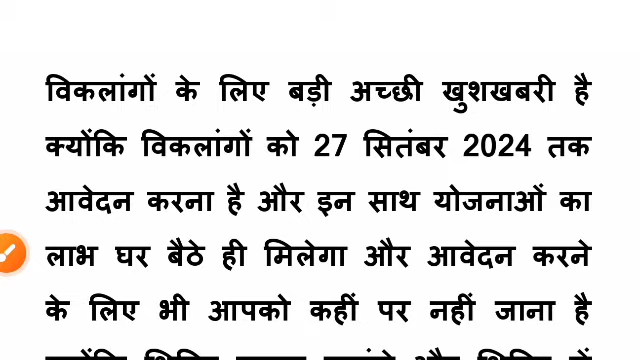 विकलांगों के लिए बड़ी अच्छी खुशखबरी है
क्योंकि विकलांगों को 27 सितंबर 2024 तक
आवेदन करना है और इन साथ योजनाओं का
लाभ घर बैठे ही मिलेगा और आवेदन करने
के लिए भी आपको कहीं पर नहीं जाना है